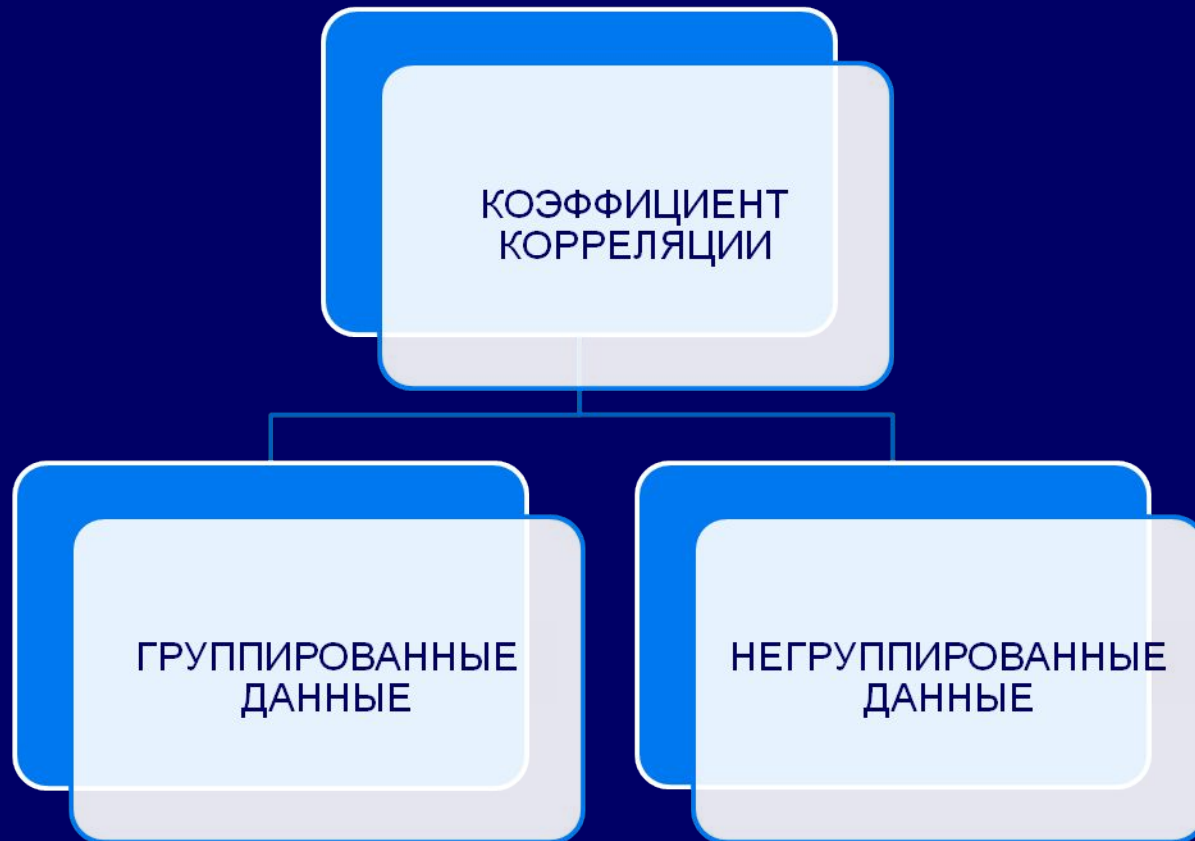 КОЭФФИЦИЕНТ
КОРРЕЛЯЦИИ
ГРУППИРОВАННЫЕ
ДАННЫЕ
НЕГРУППИРОВАННЫЕ
ДАННЫЕ